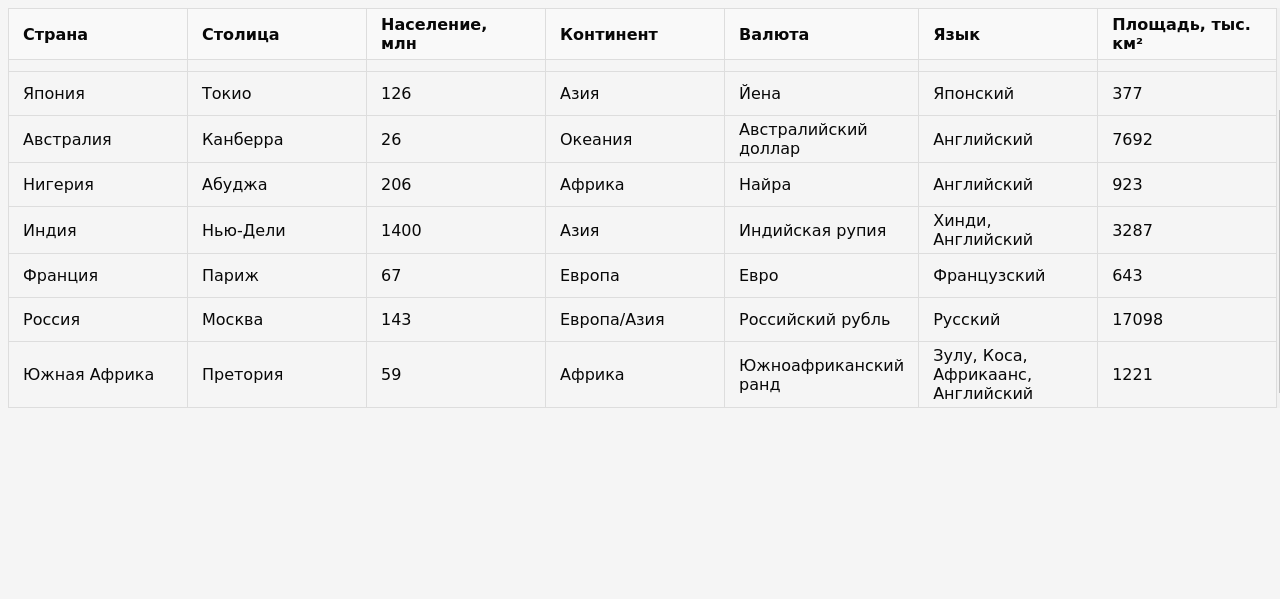 Страна Столица Население, млн Континент Валюта Язык Площадь, тыс. км²
Япония Токио 126 Азия Йена Японский 377
Австралия Канберра 26 Океания Австралийский доллар Английский 7692
Нигерия Абуджа 206 Африка Найра Английский 923
Индия Нью-Дели 1400 Азия Индийская рупия Хинди, Английский 3287
Франция Париж 67 Европа Евро Французский 643
Россия Москва 143 Европа/Азия Российский рубль Русский 17098
Южная Африка Претория 59 Африка Южноафриканский ранд Зулу, Коса, Африкаанс, Английский 1221